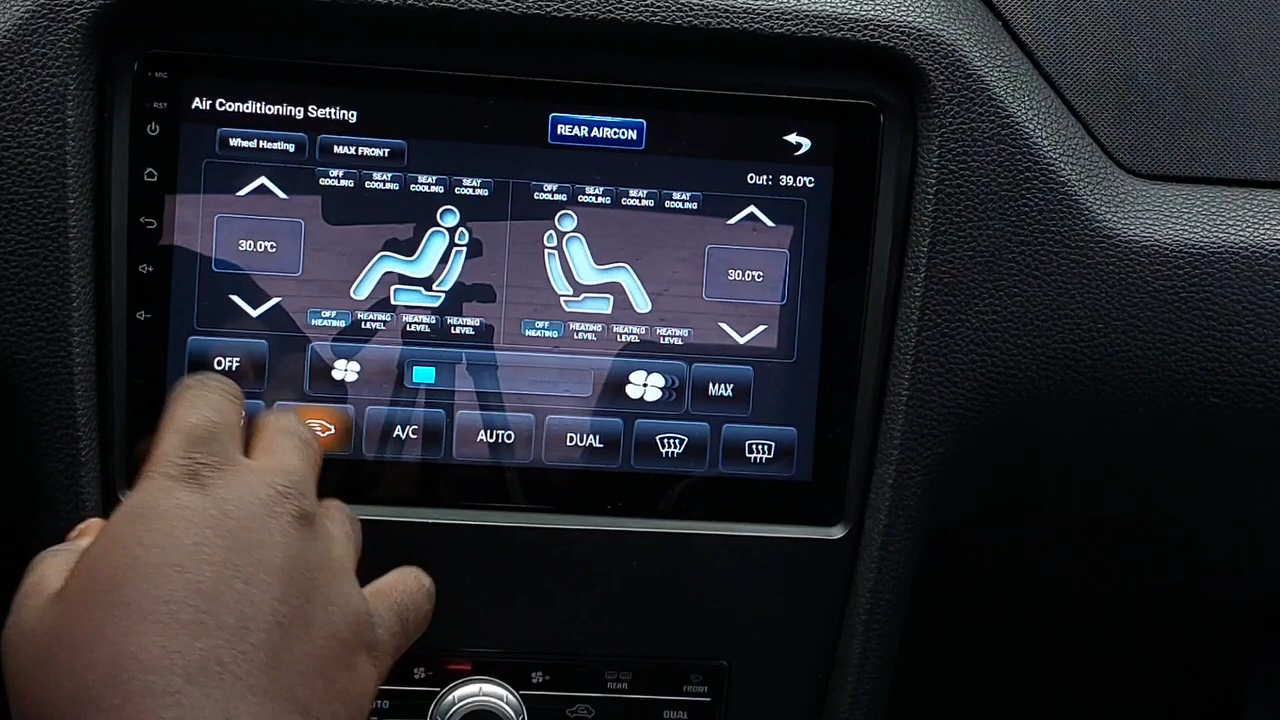 MIC
RST
Air Conditioning Setting
REAR AIRCON
Wheel Heating
MAX FRONT
Out: 39.0℃
OFF COOLING
SEAT COOLING
SEAT COOLING
SEAT COOLING
OFF COOLING
SEAT COOLING
SEAT COOLING
SEAT COOLING
30.0℃
30.0℃
OFF HEATING
HEATING LEVEL
HEATING LEVEL
HEATING LEVEL
OFF HEATING
HEATING LEVEL
HEATING LEVEL
HEATING LEVEL
OFF
MAX
A/C
AUTO
DUAL
REAR
FRONT
DUAL